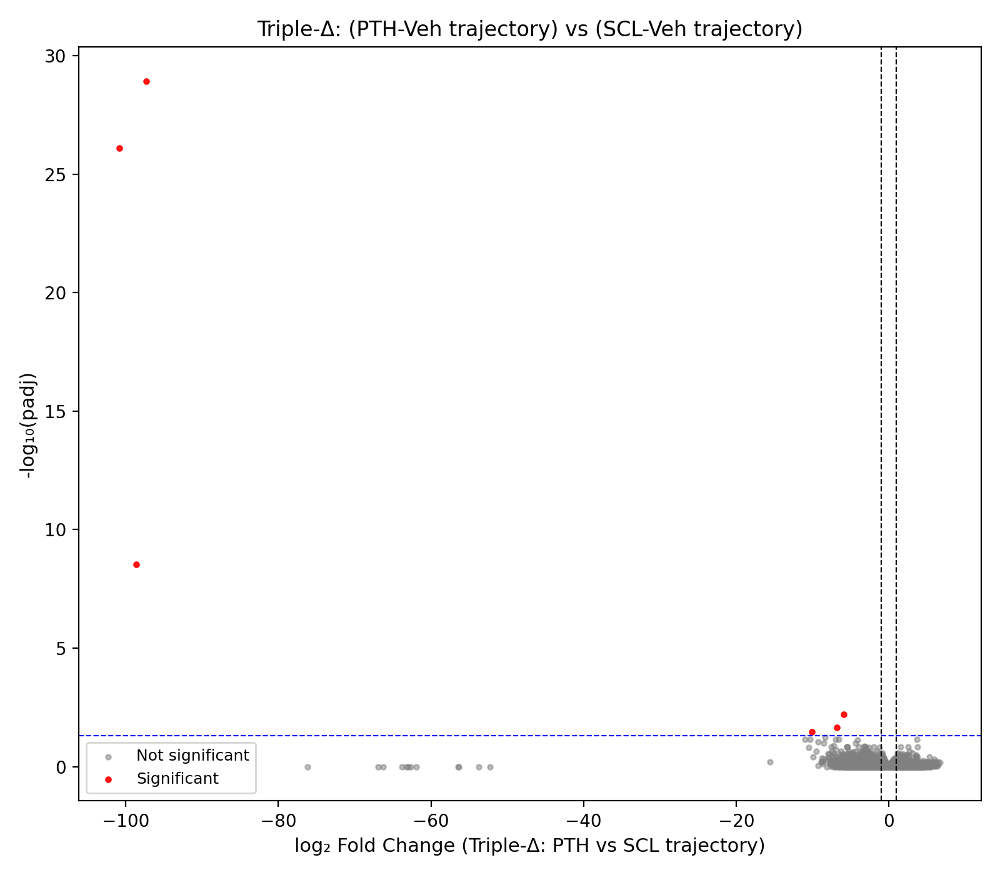 Triple-Δ: (PTH-Veh trajectory) vs (SCL-Veh trajectory)
30
25
20
15
10
5
0
-log₁₀(padj)
Not significant
Significant
−100
−80
−60
−40
−20
0
log₂ Fold Change (Triple-Δ: PTH vs SCL trajectory)